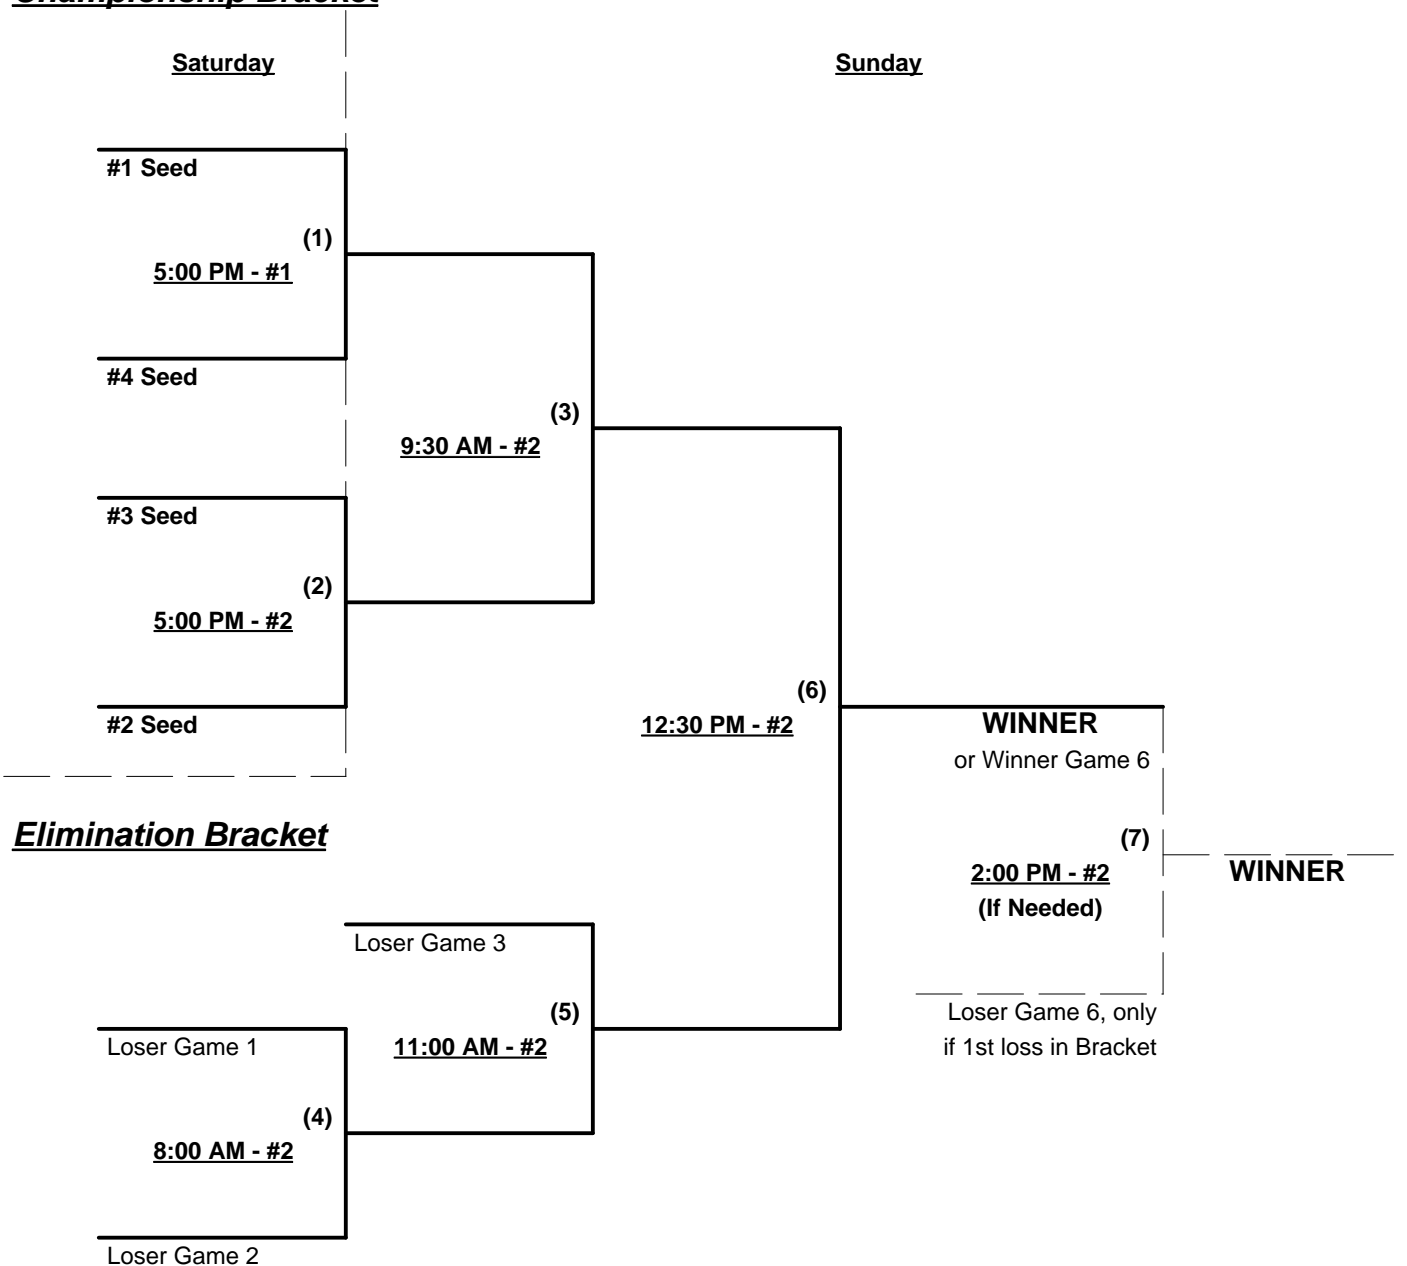 Championship Bracket
Saturday
Sunday
#1 Seed
(1)
5:00 PM - #1
#4 Seed
(3)
9:30 AM - #2
#3 Seed
(2)
5:00 PM - #2
#2 Seed
(6)
12:30 PM - #2
WINNER
or Winner Game 6
Elimination Bracket
(7)
2:00 PM - #2
(If Needed)
WINNER
Loser Game 3
(5)
11:00 AM - #2
Loser Game 6, only
if 1st loss in Bracket
Loser Game 1
(4)
8:00 AM - #2
Loser Game 2